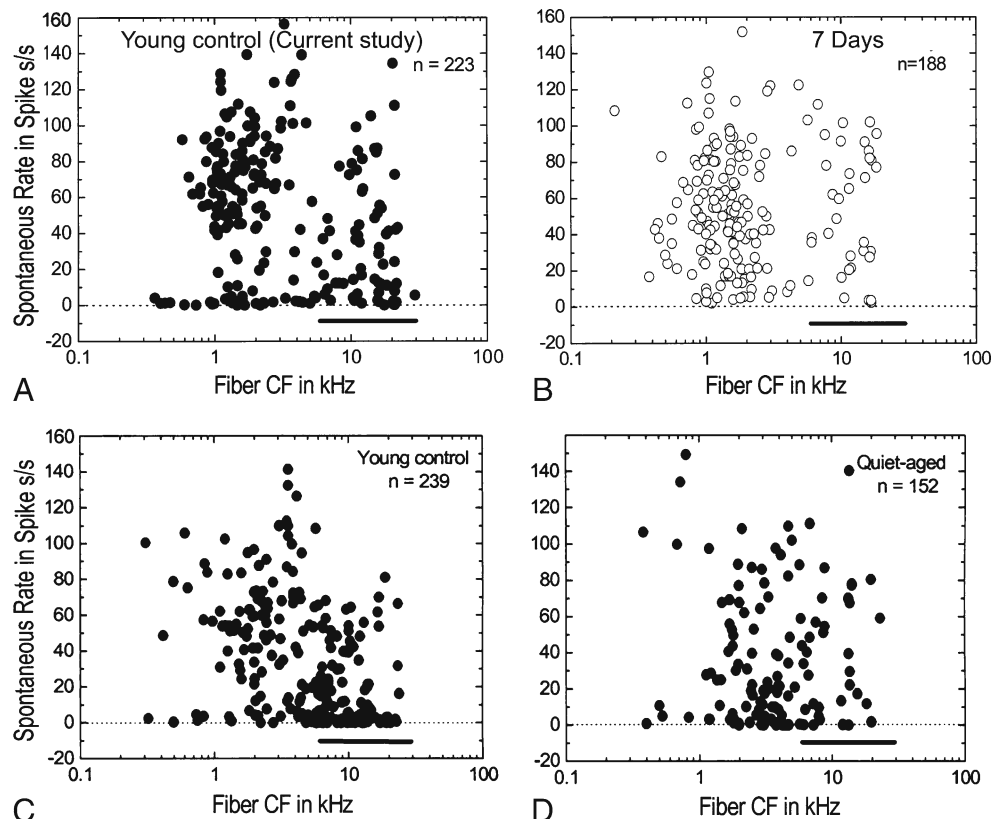 160
140
120
100
80
60
40
20
0
-20
Spontaneous Rate in Spike s/s
Young control (Current study)
n = 223
0.1 1 10 100
Fiber CF in kHz
A
160
140
120
100
80
60
40
20
0
-20
7 Days
n=188
0.1 1 10 100
Fiber CF in kHz
B
160
140
120
100
80
60
40
20
0
-20
Spontaneous Rate in Spike s/s
Young control
n = 239
0.1 1 10 100
Fiber CF in kHz
C
140
120
100
80
60
40
20
0
-20
Quiet-aged
n = 152
0.1 1 10 100
Fiber CF in kHz
D